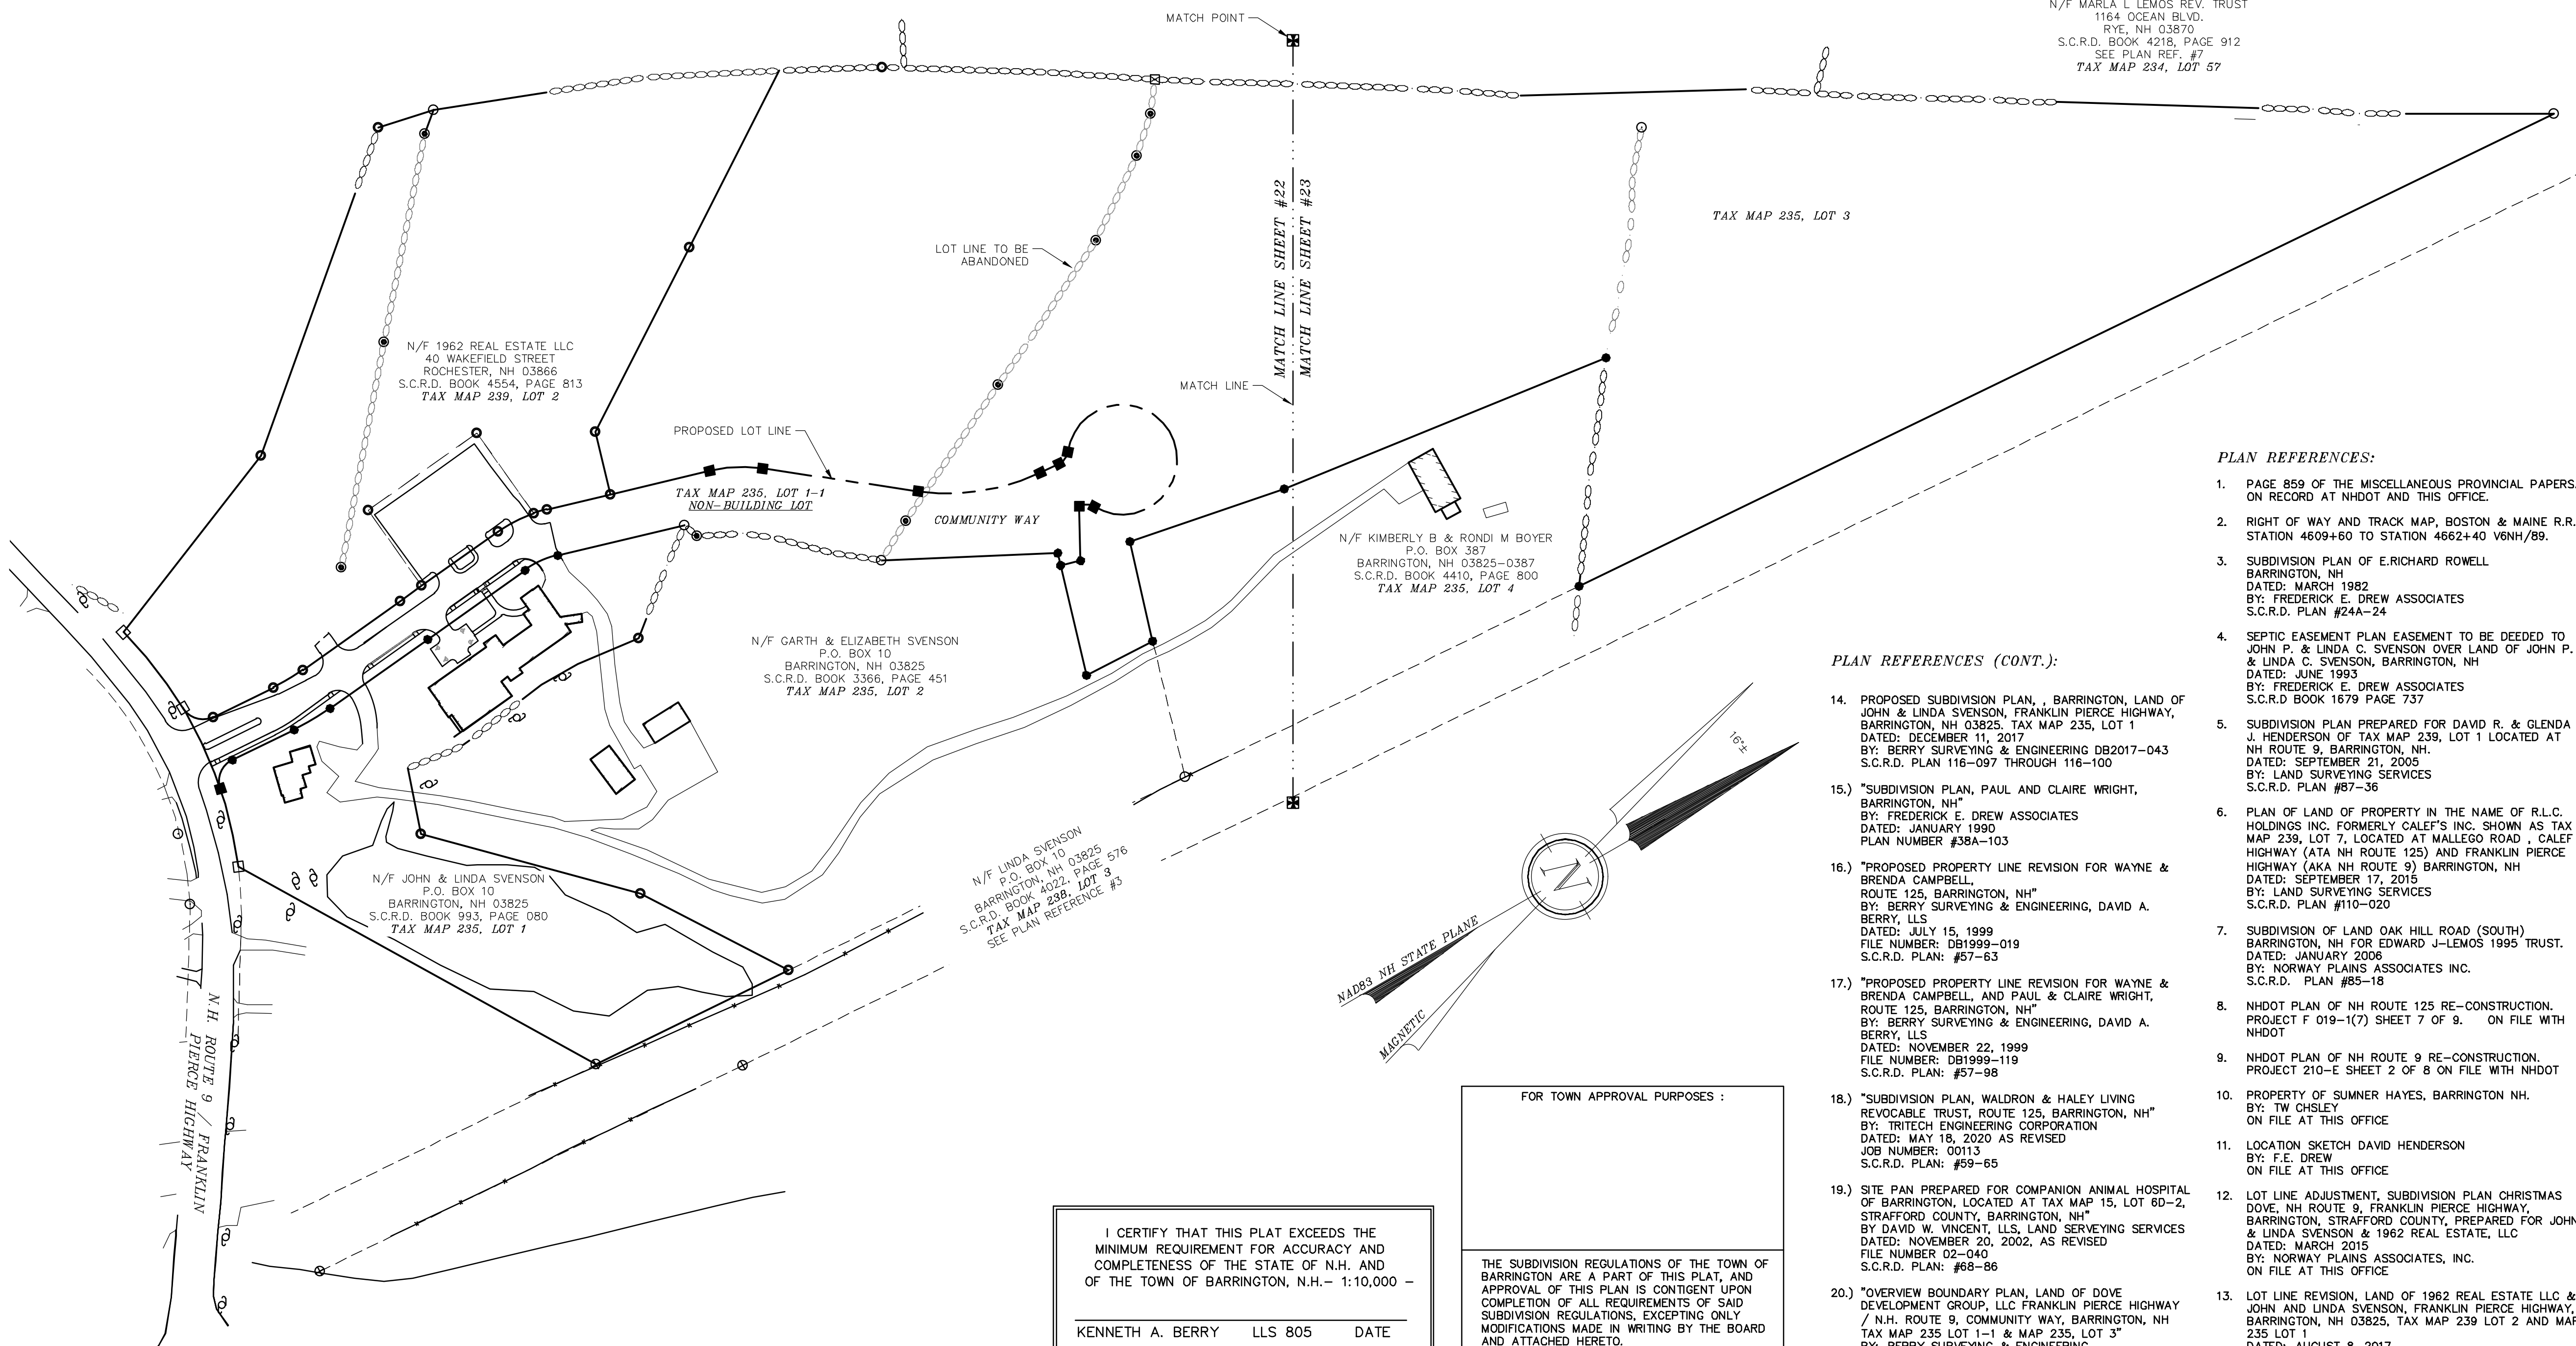 MATCH POINT
N/F MARLA L LEMOS REV. TRUST
1164 OCEAN BLVD.
RYE, NH 03870
S.C.R.D. BOOK 4218, PAGE 912
SEE PLAN REF. #7
TAX MAP 234, LOT 57
MATCH LINE SHEET #22
MATCH LINE SHEET #23
TAX MAP 235, LOT 3
LOT LINE TO BE
ABANDONED
N/F 1962 REAL ESTATE LLC
40 WAKEFIELD STREET
ROCHESTER, NH 03866
S.C.R.D. BOOK 4554, PAGE 813
TAX MAP 239, LOT 2
MATCH LINE
PROPOSED LOT LINE
TAX MAP 235, LOT 1-1
NON-BUILDING LOT
COMMUNITY WAY
N/F KIMBERLY B & RONDI M BOYER
P.O. BOX 387
BARRINGTON, NH 03825-0387
S.C.R.D. BOOK 4410, PAGE 800
TAX MAP 235, LOT 4
N/F GARTH & ELIZABETH SVENSON
P.O. BOX 10
BARRINGTON, NH 03825
S.C.R.D. BOOK 3366, PAGE 451
TAX MAP 235, LOT 2
N/F LINDA SVENSON
P.O. BOX 10
BARRINGTON, NH 03825
S.C.R.D. BOOK 4022, PAGE 576
TAX MAP 238, LOT 3
SEE PLAN REFERENCE #3
N/F JOHN & LINDA SVENSON
P.O. BOX 10
BARRINGTON, NH 03825
S.C.R.D. BOOK 993, PAGE 080
TAX MAP 235, LOT 1
N.H. ROUTE 9 / FRANKLIN
PIERCE HIGHWAY
16°±
N
NAD83 NH STATE PLANE
MAGNETIC
I CERTIFY THAT THIS PLAT EXCEEDS THE
MINIMUM REQUIREMENT FOR ACCURACY AND
COMPLETENESS OF THE STATE OF N.H. AND
OF THE TOWN OF BARRINGTON, N.H.- 1:10,000 -
KENNETH A. BERRY LLS 805 DATE
FOR TOWN APPROVAL PURPOSES :
THE SUBDIVISION REGULATIONS OF THE TOWN OF
BARRINGTON ARE A PART OF THIS PLAT, AND
APPROVAL OF THIS PLAN IS CONTIGENT UPON
COMPLETION OF ALL REQUIREMENTS OF SAID
SUBDIVISION REGULATIONS, EXCEPTING ONLY
MODIFICATIONS MADE IN WRITING BY THE BOARD
AND ATTACHED HERETO.
PLAN REFERENCES:
1. PAGE 859 OF THE MISCELLANEOUS PROVINCIAL PAPERS.
ON RECORD AT NHDOT AND THIS OFFICE.
2. RIGHT OF WAY AND TRACK MAP, BOSTON & MAINE R.R.
STATION 4609+60 TO STATION 4662+40 V6NH/89.
3. SUBDIVISION PLAN OF E.RICHARD ROWELL
BARRINGTON, NH
DATED: MARCH 1982
BY: FREDERICK E. DREW ASSOCIATES
S.C.R.D. PLAN #24A-24
4. SEPTIC EASEMENT PLAN EASEMENT TO BE DEEDED TO
JOHN P. & LINDA C. SVENSON OVER LAND OF JOHN P.
& LINDA C. SVENSON, BARRINGTON, NH
DATED: JUNE 1993
BY: FREDERICK E. DREW ASSOCIATES
S.C.R.D BOOK 1679 PAGE 737
5. SUBDIVISION PLAN PREPARED FOR DAVID R. & GLENDA
J. HENDERSON OF TAX MAP 239, LOT 1 LOCATED AT
NH ROUTE 9, BARRINGTON, NH.
DATED: SEPTEMBER 21, 2005
BY: LAND SURVEYING SERVICES
S.C.R.D. PLAN #87-36
6. PLAN OF LAND OF PROPERTY IN THE NAME OF R.L.C.
HOLDINGS INC. FORMERLY CALEF'S INC. SHOWN AS TAX
MAP 239, LOT 7, LOCATED AT MALLEGO ROAD , CALEF
HIGHWAY (ATA NH ROUTE 125) AND FRANKLIN PIERCE
HIGHWAY (AKA NH ROUTE 9) BARRINGTON, NH
DATED: SEPTEMBER 17, 2015
BY: LAND SURVEYING SERVICES
S.C.R.D. PLAN #110-020
7. SUBDIVISION OF LAND OAK HILL ROAD (SOUTH)
BARRINGTON, NH FOR EDWARD J-LEMOS 1995 TRUST.
DATED: JANUARY 2006
BY: NORWAY PLAINS ASSOCIATES INC.
S.C.R.D. PLAN #85-18
8. NHDOT PLAN OF NH ROUTE 125 RE-CONSTRUCTION.
PROJECT F 019-1(7) SHEET 7 OF 9. ON FILE WITH
NHDOT
9. NHDOT PLAN OF NH ROUTE 9 RE-CONSTRUCTION.
PROJECT 210-E SHEET 2 OF 8 ON FILE WITH NHDOT
10. PROPERTY OF SUMNER HAYES, BARRINGTON NH.
BY: TW CHSLEY
ON FILE AT THIS OFFICE
11. LOCATION SKETCH DAVID HENDERSON
BY: F.E. DREW
ON FILE AT THIS OFFICE
12. LOT LINE ADJUSTMENT, SUBDIVISION PLAN CHRISTMAS
DOVE, NH ROUTE 9, FRANKLIN PIERCE HIGHWAY,
BARRINGTON, STRAFFORD COUNTY, PREPARED FOR JOHN
& LINDA SVENSON & 1962 REAL ESTATE, LLC
DATED: MARCH 2015
BY: NORWAY PLAINS ASSOCIATES, INC.
ON FILE AT THIS OFFICE
13. LOT LINE REVISION, LAND OF 1962 REAL ESTATE LLC &
JOHN AND LINDA SVENSON, FRANKLIN PIERCE HIGHWAY,
BARRINGTON, NH 03825, TAX MAP 239 LOT 2 AND MAP
235 LOT 1
DATED: AUGUST 8, 2017
PLAN REFERENCES (CONT.):
14. PROPOSED SUBDIVISION PLAN, , BARRINGTON, LAND OF
JOHN & LINDA SVENSON, FRANKLIN PIERCE HIGHWAY,
BARRINGTON, NH 03825, TAX MAP 235, LOT 1
DATED: DECEMBER 11, 2017
BY: BERRY SURVEYING & ENGINEERING DB2017-043
S.C.R.D. PLAN 116-097 THROUGH 116-100
15.) "SUBDIVISION PLAN, PAUL AND CLAIRE WRIGHT,
BARRINGTON, NH"
BY: FREDERICK E. DREW ASSOCIATES
DATED: JANUARY 1990
PLAN NUMBER #38A-103
16.) "PROPOSED PROPERTY LINE REVISION FOR WAYNE &
BRENDA CAMPBELL,
ROUTE 125, BARRINGTON, NH"
BY: BERRY SURVEYING & ENGINEERING, DAVID A.
BERRY, LLS
DATED: JULY 15, 1999
FILE NUMBER: DB1999-019
S.C.R.D. PLAN: #57-63
17.) "PROPOSED PROPERTY LINE REVISION FOR WAYNE &
BRENDA CAMPBELL, AND PAUL & CLAIRE WRIGHT,
ROUTE 125, BARRINGTON, NH"
BY: BERRY SURVEYING & ENGINEERING, DAVID A.
BERRY, LLS
DATED: NOVEMBER 22, 1999
FILE NUMBER: DB1999-119
S.C.R.D. PLAN: #57-98
18.) "SUBDIVISION PLAN, WALDRON & HALEY LIVING
REVOCABLE TRUST, ROUTE 125, BARRINGTON, NH"
BY: TRITECH ENGINEERING CORPORATION
DATED: MAY 18, 2020 AS REVISED
JOB NUMBER: 00113
S.C.R.D. PLAN: #59-65
19.) SITE PAN PREPARED FOR COMPANION ANIMAL HOSPITAL
OF BARRINGTON, LOCATED AT TAX MAP 15, LOT 6D-2,
STRAFFORD COUNTY, BARRINGTON, NH"
BY DAVID W. VINCENT, LLS, LAND SERVEYING SERVICES
DATED: NOVEMBER 20, 2002, AS REVISED
FILE NUMBER 02-040
S.C.R.D. PLAN: #68-86
20.) "OVERVIEW BOUNDARY PLAN, LAND OF DOVE
DEVELOPMENT GROUP, LLC FRANKLIN PIERCE HIGHWAY
/ N.H. ROUTE 9, COMMUNITY WAY, BARRINGTON, NH
TAX MAP 235 LOT 1-1 & MAP 235, LOT 3"
BY: BERRY SURVEYING & ENGINEERING